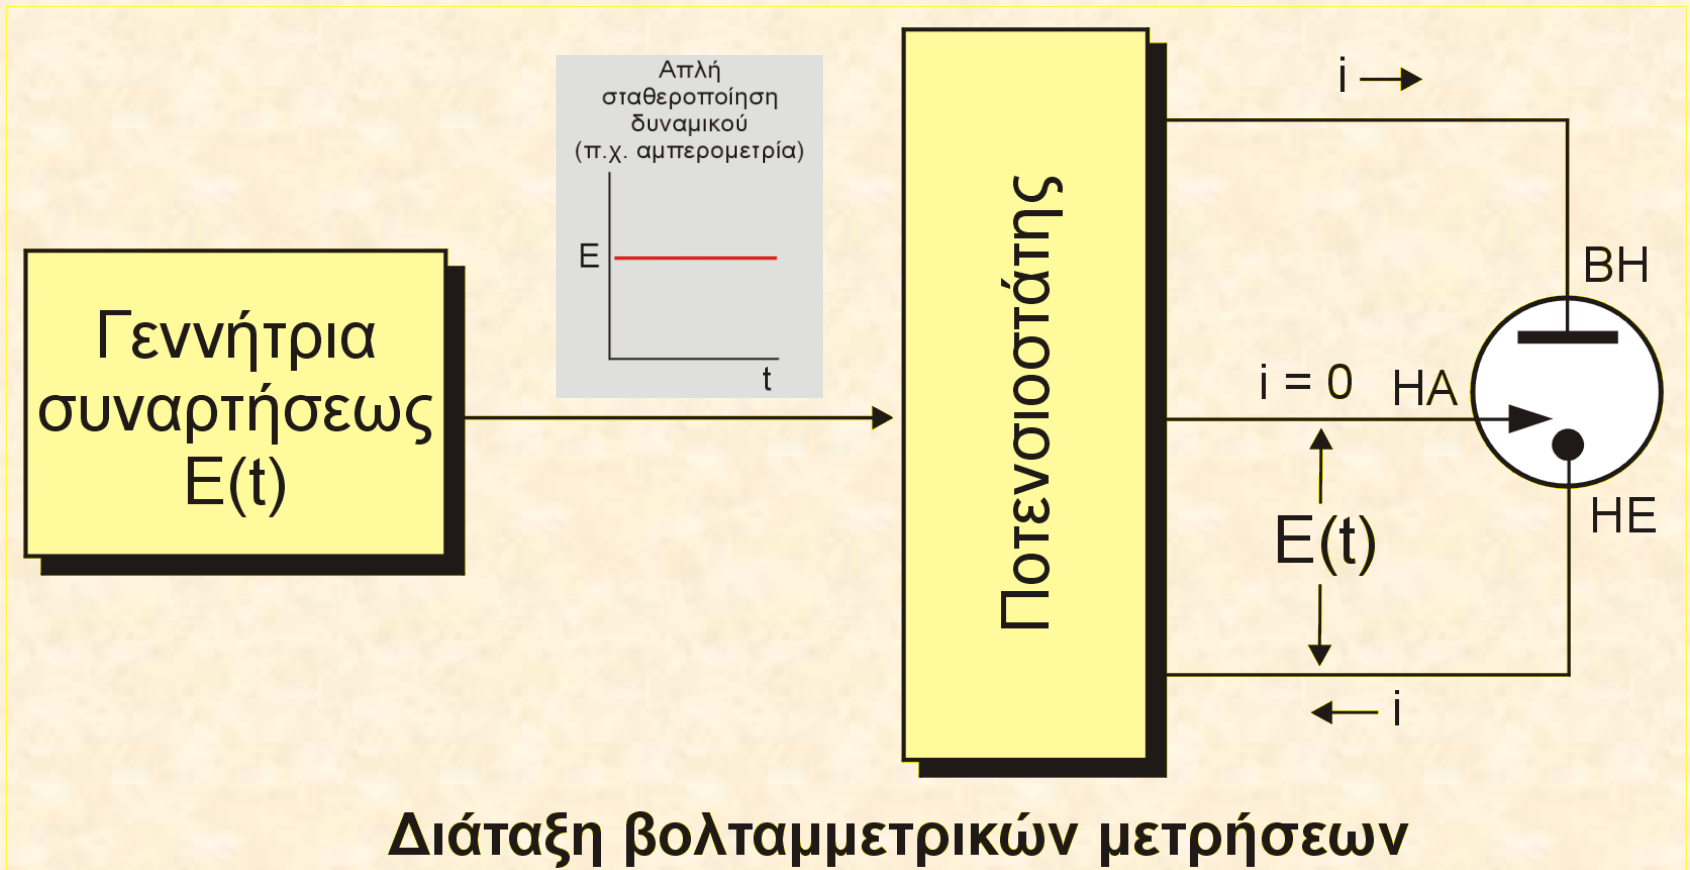 Απλή
σταθεροποίηση
δυναμικού
(π.χ. αμπερομετρία)
E
t
Γεννήτρια
συναρτήσεως
E(t)
Ποτενσιοστάτης
i
BH
i = 0
HA
E(t)
HE
i
Διάταξη βολταμμετρικών μετρήσεων